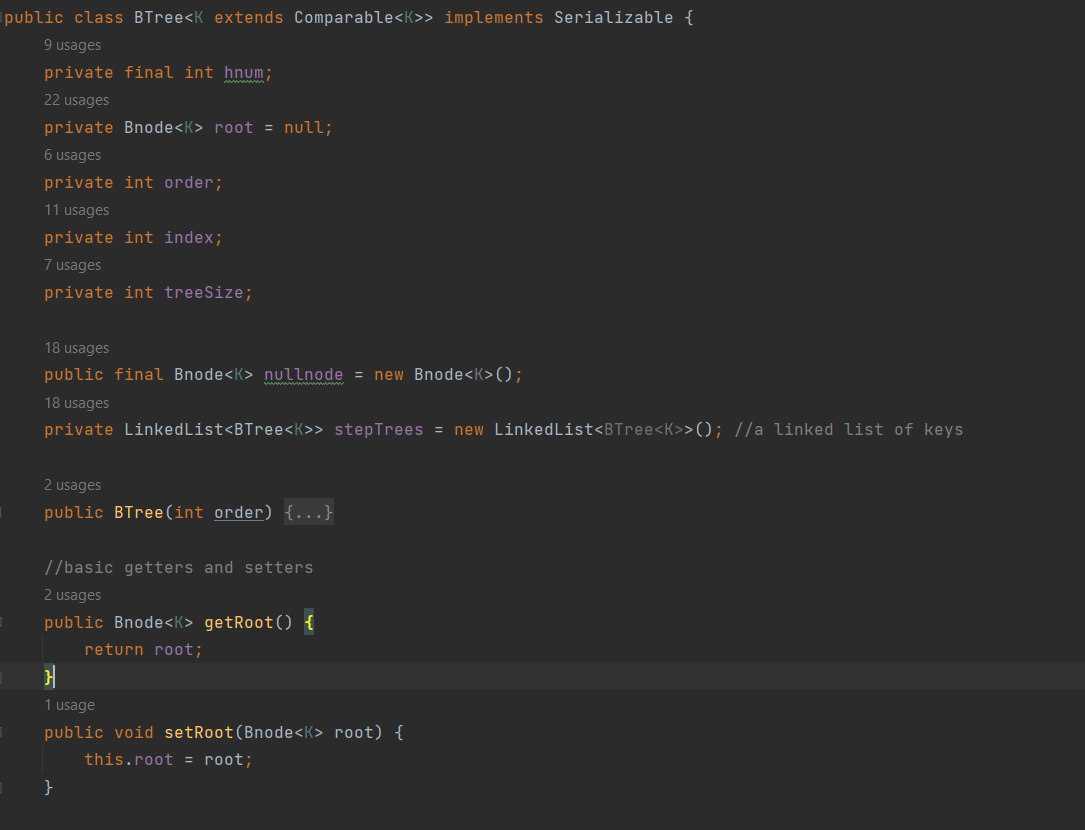 public class BTree<K extends Comparable<K>> implements Serializable {
9 usages
private final int hnum;
22 usages
private Bnode<K> root = null;
6 usages
private int order;
11 usages
private int index;
7 usages
private int treeSize;
18 usages
public final Bnode<K> nullnode = new Bnode<K>();
18 usages
private LinkedList<BTree<K>> stepTrees = new LinkedList<BTree<K>>(); //a linked list of keys
2 usages
public BTree(int order) {...}
//basic getters and setters
2 usages
public Bnode<K> getRoot() {
return root;
}
1 usage
public void setRoot(Bnode<K> root) {
this.root = root;
}